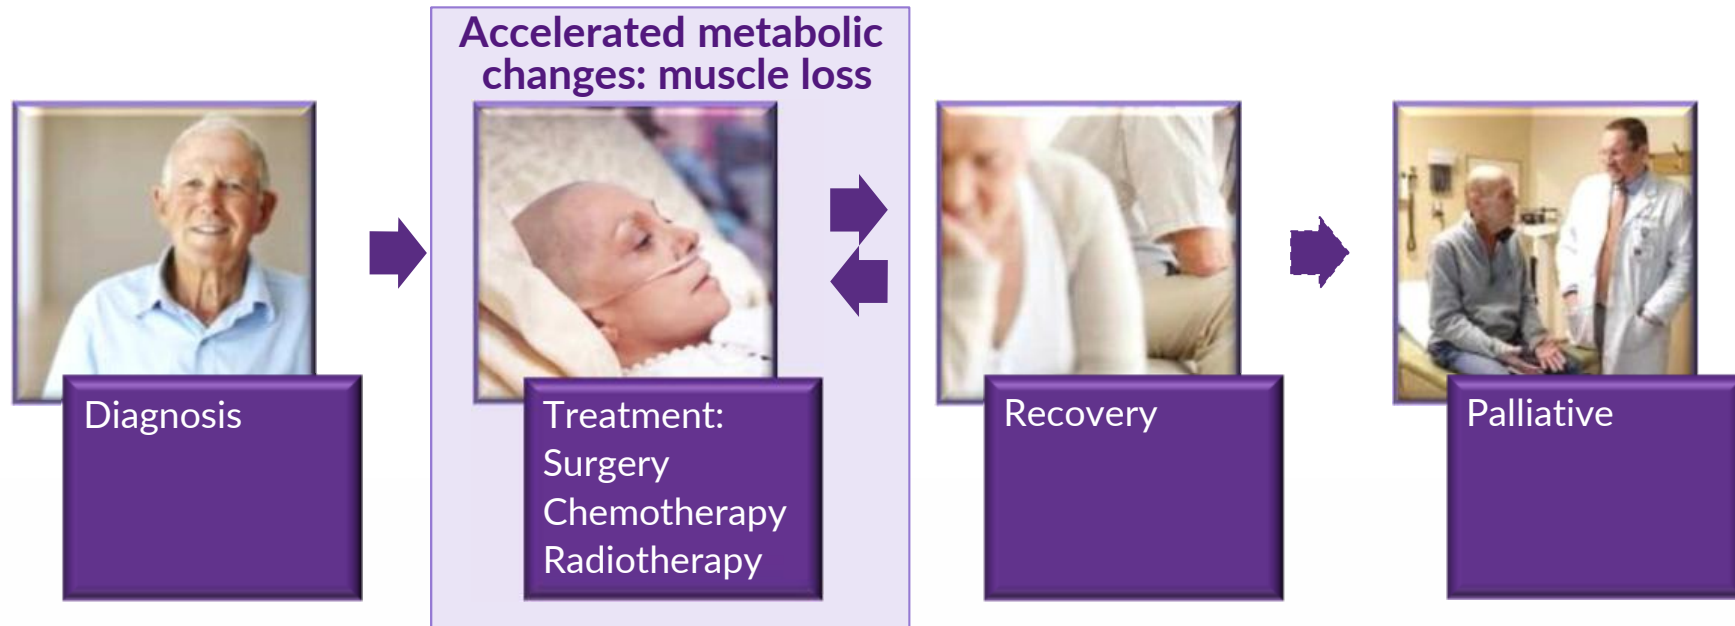 Accelerated metabolic
changes: muscle loss
Diagnosis
Treatment:
Surgery
Chemotherapy
Radiotherapy
Recovery
Palliative